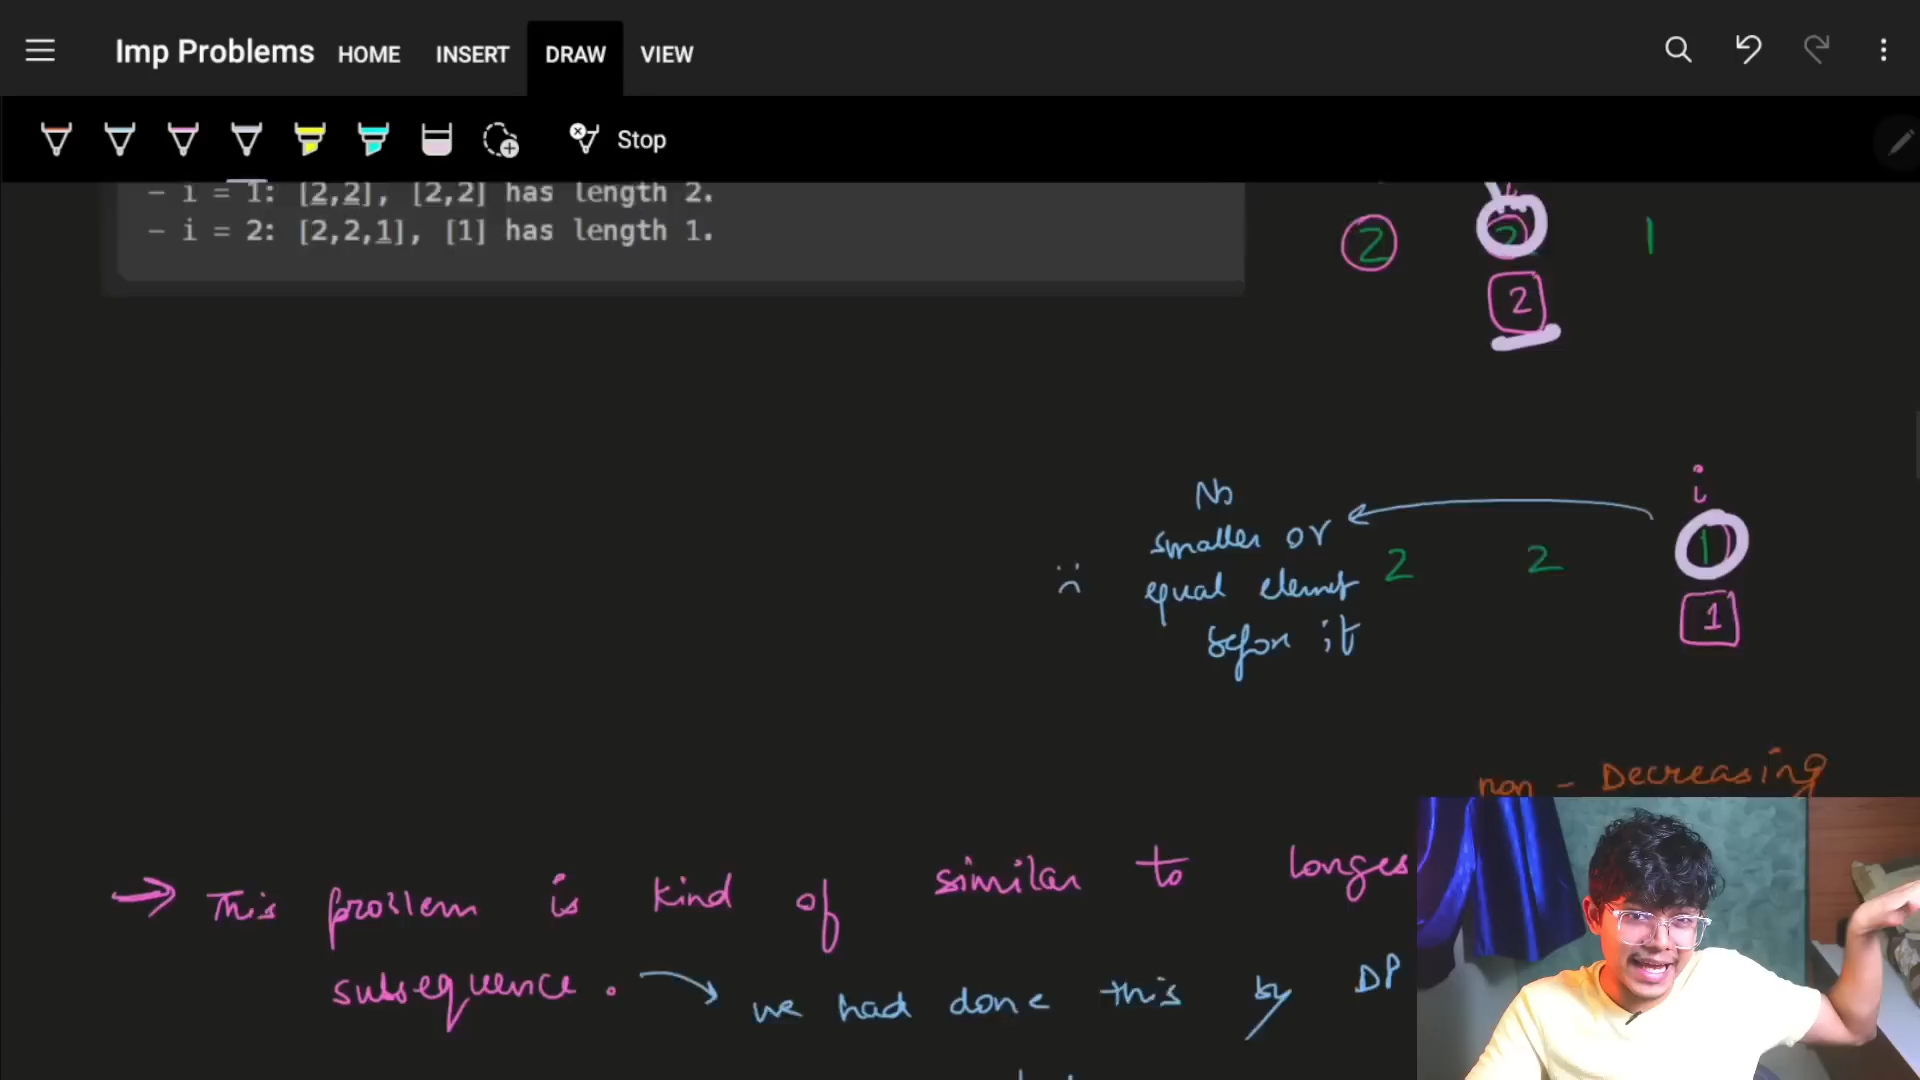 Imp Problems HOME INSERT DRAW VIEW
Stop
– i = 1: [2,2], [2,2] has length 2.
– i = 2: [2,2,1], [1] has length 1.
2 2 1
2
i
No
smaller or
equal element
before it
2 2 1
1
non - Decreasing
→ This problem is kind of similar to longes
subsequence .
we had done this by DP